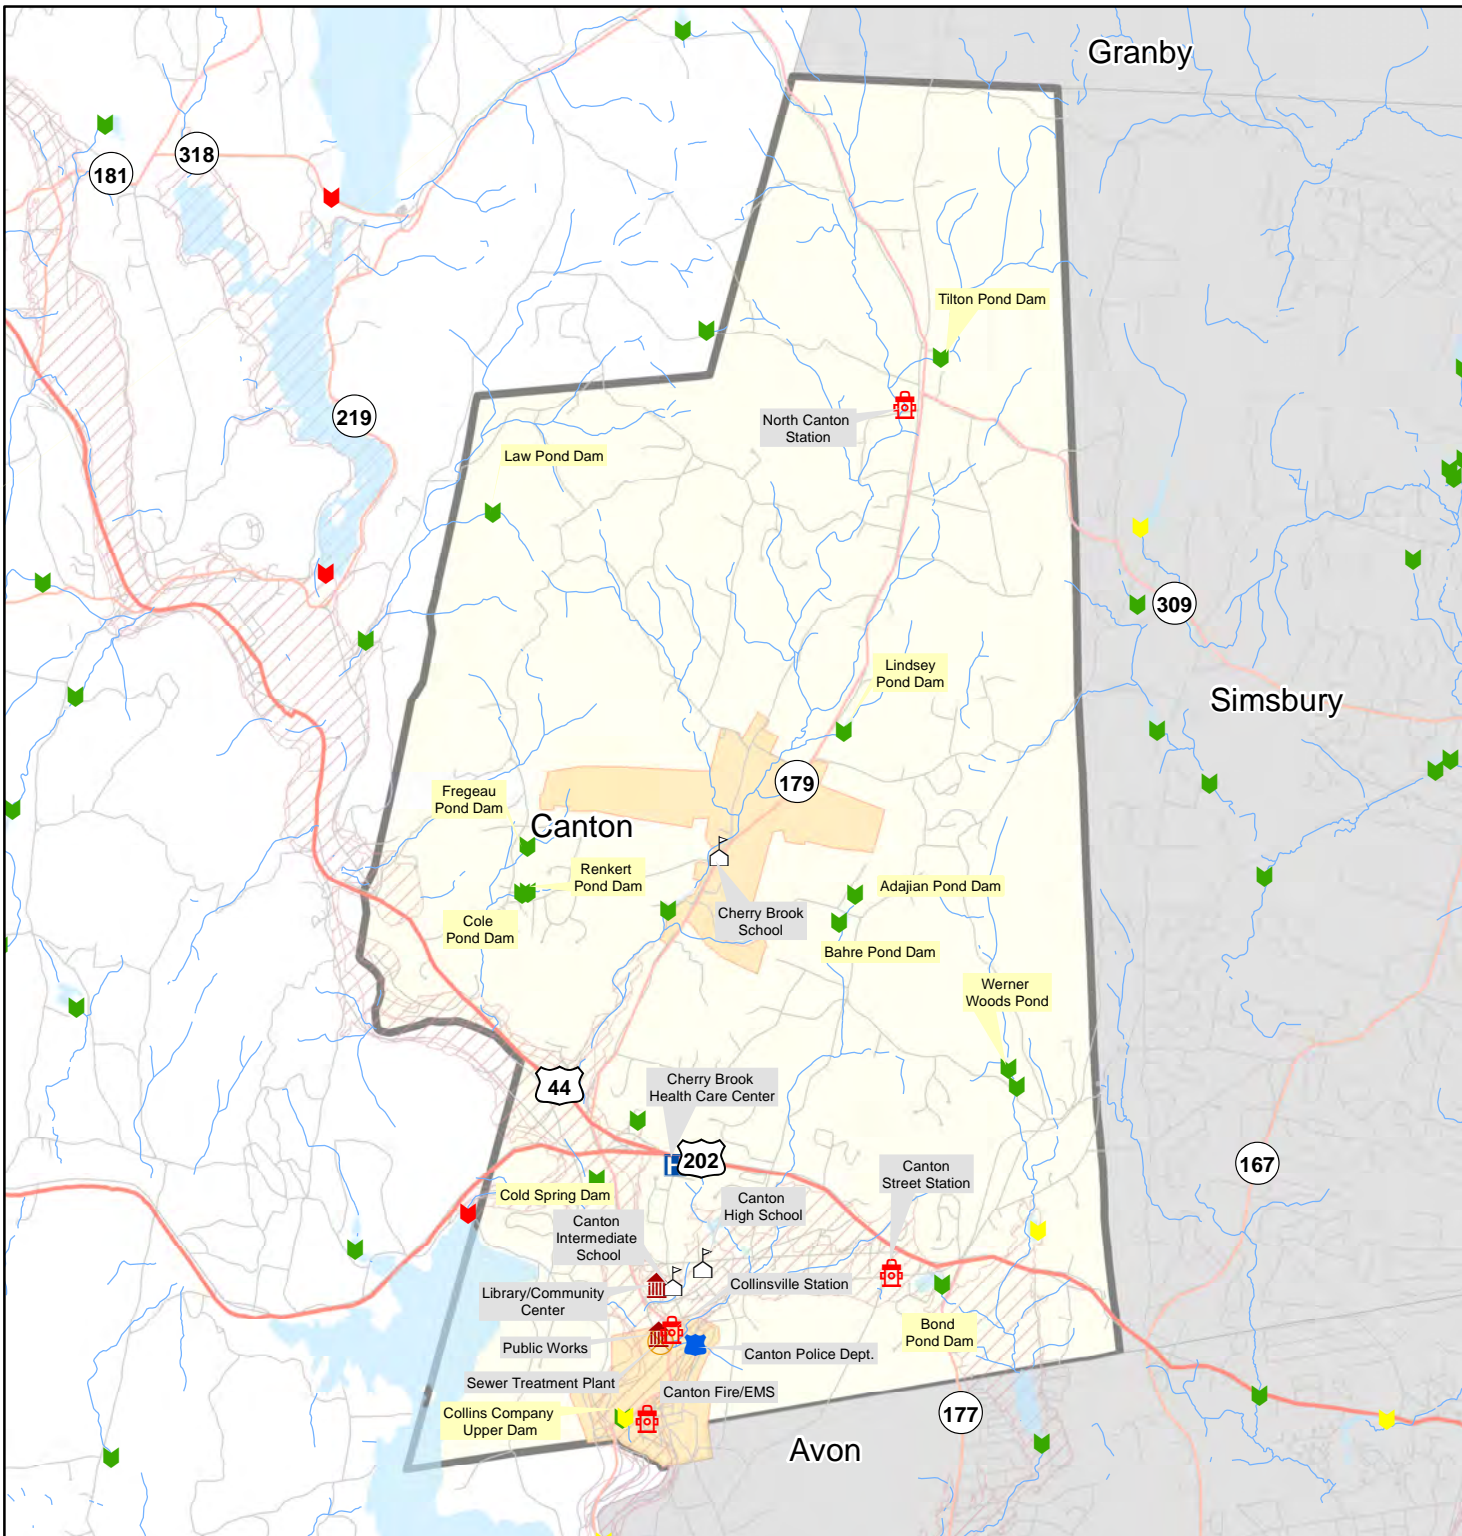 Granby
318
181
Tilton Pond Dam
219
North Canton
Station
Law Pond Dam
309
Lindsey
Pond Dam
Simsbury
179
Fregeau
Pond Dam
Canton
Renkert
Pond Dam
Adajian Pond Dam
Cherry Brook
School
Cole
Pond Dam
Bahre Pond Dam
Werner
Woods Pond
44
Cherry Brook
Health Care Center
202
167
Canton
Street Station
Cold Spring Dam
Canton
High School
Canton
Intermediate
School
Collinsville Station
Library/Community
Center
Bond
Pond Dam
Public Works
Canton Police Dept.
Sewer Treatment Plant
Canton Fire/EMS
Collins Company
Upper Dam
177
Avon